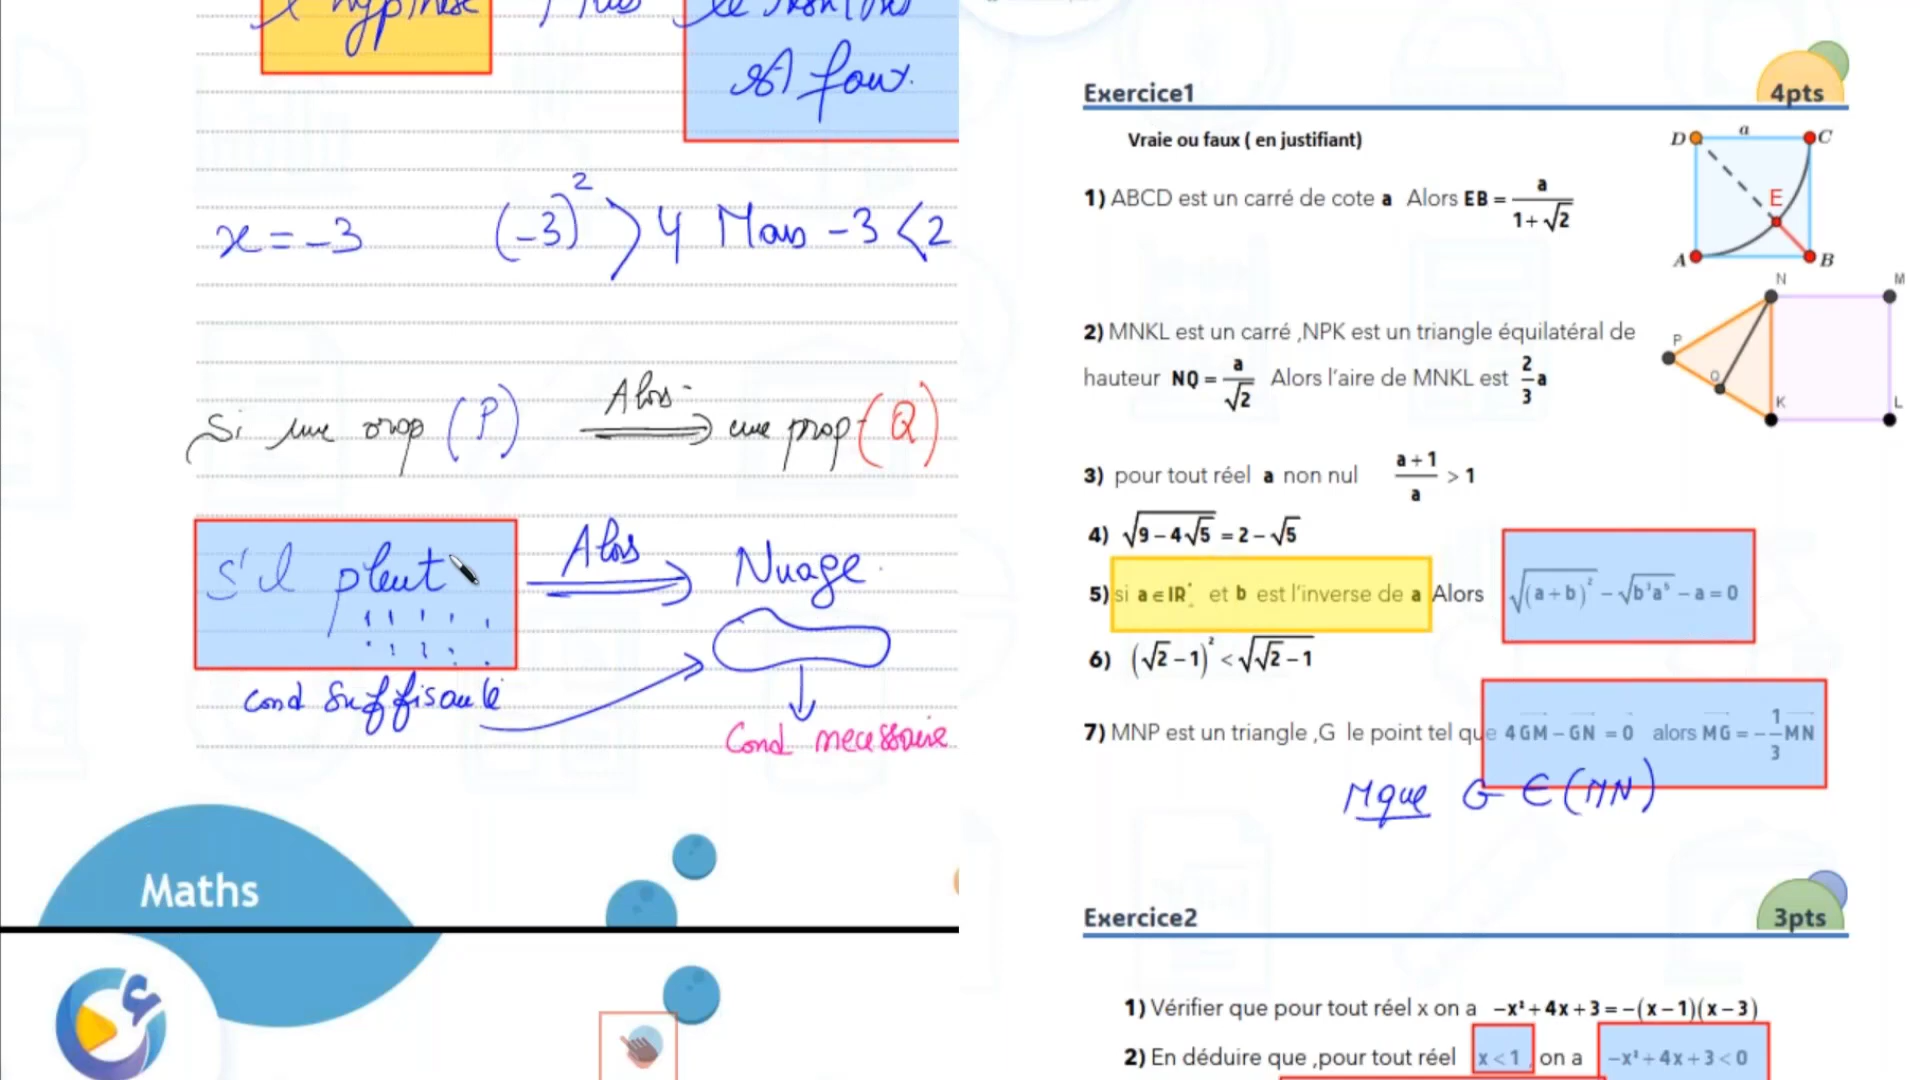 l'hyphèse
est faux.
x = -3 (-3)² > 4 Mais -3 < 2
Si une prop (P) Alors ⟹ une prop (Q)
S'il pleut Alors ⟹ Nuage.
Cond suffisante
Cond necessaire
Maths
Exercice1 4pts
Vraie ou faux ( en justifiant)
1) ABCD est un carré de cote a Alors EB = a/(1+√2)
D a C
E
A B
2) MNKL est un carré ,NPK est un triangle équilatéral de
hauteur NQ = a/√2 Alors l'aire de MNKL est 2/3 a
N M
P
Q
K L
3) pour tout réel a non nul (a+1)/a > 1
4) √(9−4√5) = 2−√5
5) si a∈IR et b est l'inverse de a Alors
6) (√2−1)² < √(√2−1)
7) MNP est un triangle ,G le point tel que 4GM − GN = 0 alors MG = −1/3 MN
Mque G ∈ (MN)
Exercice2 3pts
1) Vérifier que pour tout réel x on a −x²+4x+3=−(x−1)(x−3)
2) En déduire que ,pour tout réel x<1 , on a −x²+4x+3<0